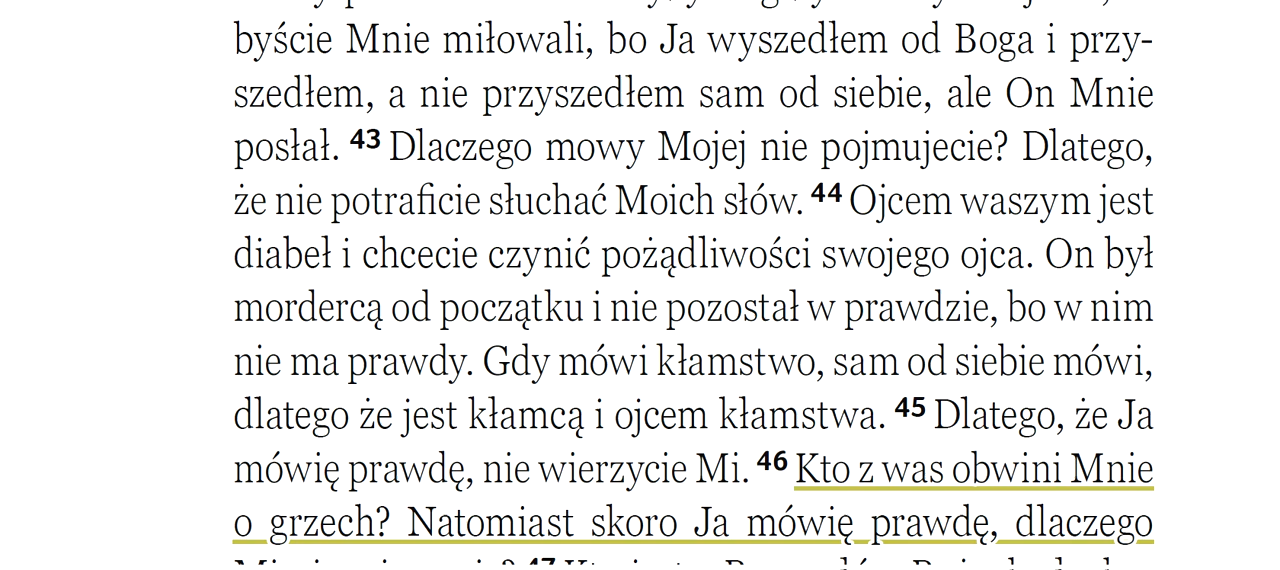 byście Mnie miłowali, bo Ja wyszedłem od Boga i przy-
szedłem, a nie przyszedłem sam od siebie, ale On Mnie
posłał. 43 Dlaczego mowy Mojej nie pojmujecie? Dlatego,
że nie potraficie słuchać Moich słów. 44 Ojcem waszym jest
diabeł i chcecie czynić pożądliwości swojego ojca. On był
mordercą od początku i nie pozostał w prawdzie, bo w nim
nie ma prawdy. Gdy mówi kłamstwo, sam od siebie mówi,
dlatego że jest kłamcą i ojcem kłamstwa. 45 Dlatego, że Ja
mówię prawdę, nie wierzycie Mi. 46 Kto z was obwini Mnie
o grzech? Natomiast skoro Ja mówię prawdę, dlaczego